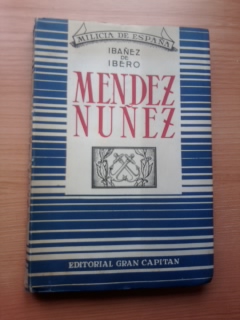 MILICIA DE ESPAÑA
IBAÑEZ
DE
IBERO
MENDEZ
NUÑEZ
EDITORIAL GRAN CAPITAN